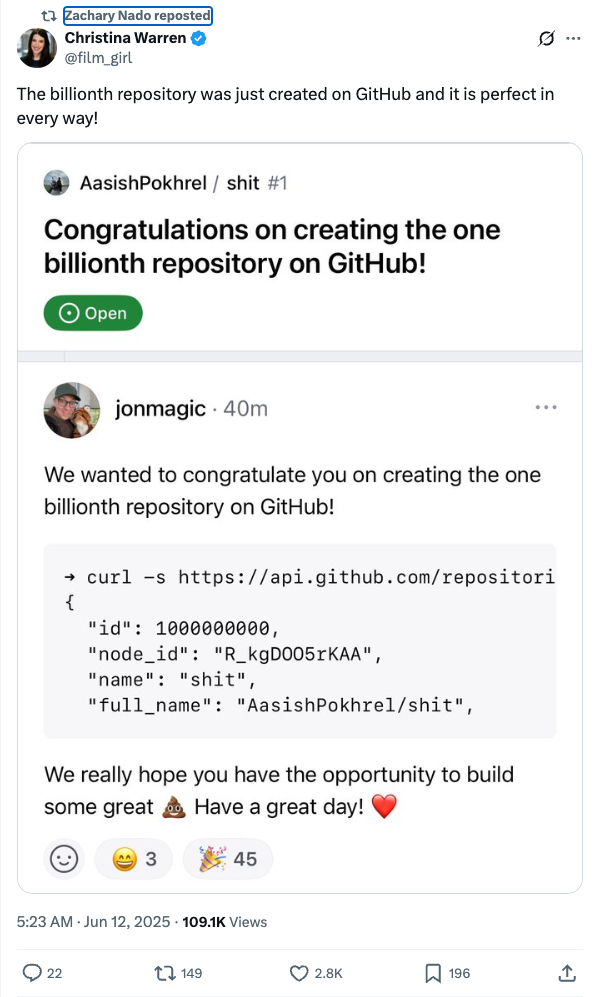 Zachary Nado reposted
Christina Warren
@film_girl
The billionth repository was just created on GitHub and it is perfect in
every way!
AasishPokhrel / shit #1
Congratulations on creating the one
billionth repository on GitHub!
Open
jonmagic · 40m
We wanted to congratulate you on creating the one
billionth repository on GitHub!
→ curl -s https://api.github.com/repositori
{
"id": 1000000000,
"node_id": "R_kgDOO5rKAA",
"name": "shit",
"full_name": "AasishPokhrel/shit",
We really hope you have the opportunity to build
some great 💩 Have a great day! ❤️
😄 3 🎉 45
5:23 AM · Jun 12, 2025 · 109.1K Views
22 149 2.8K 196